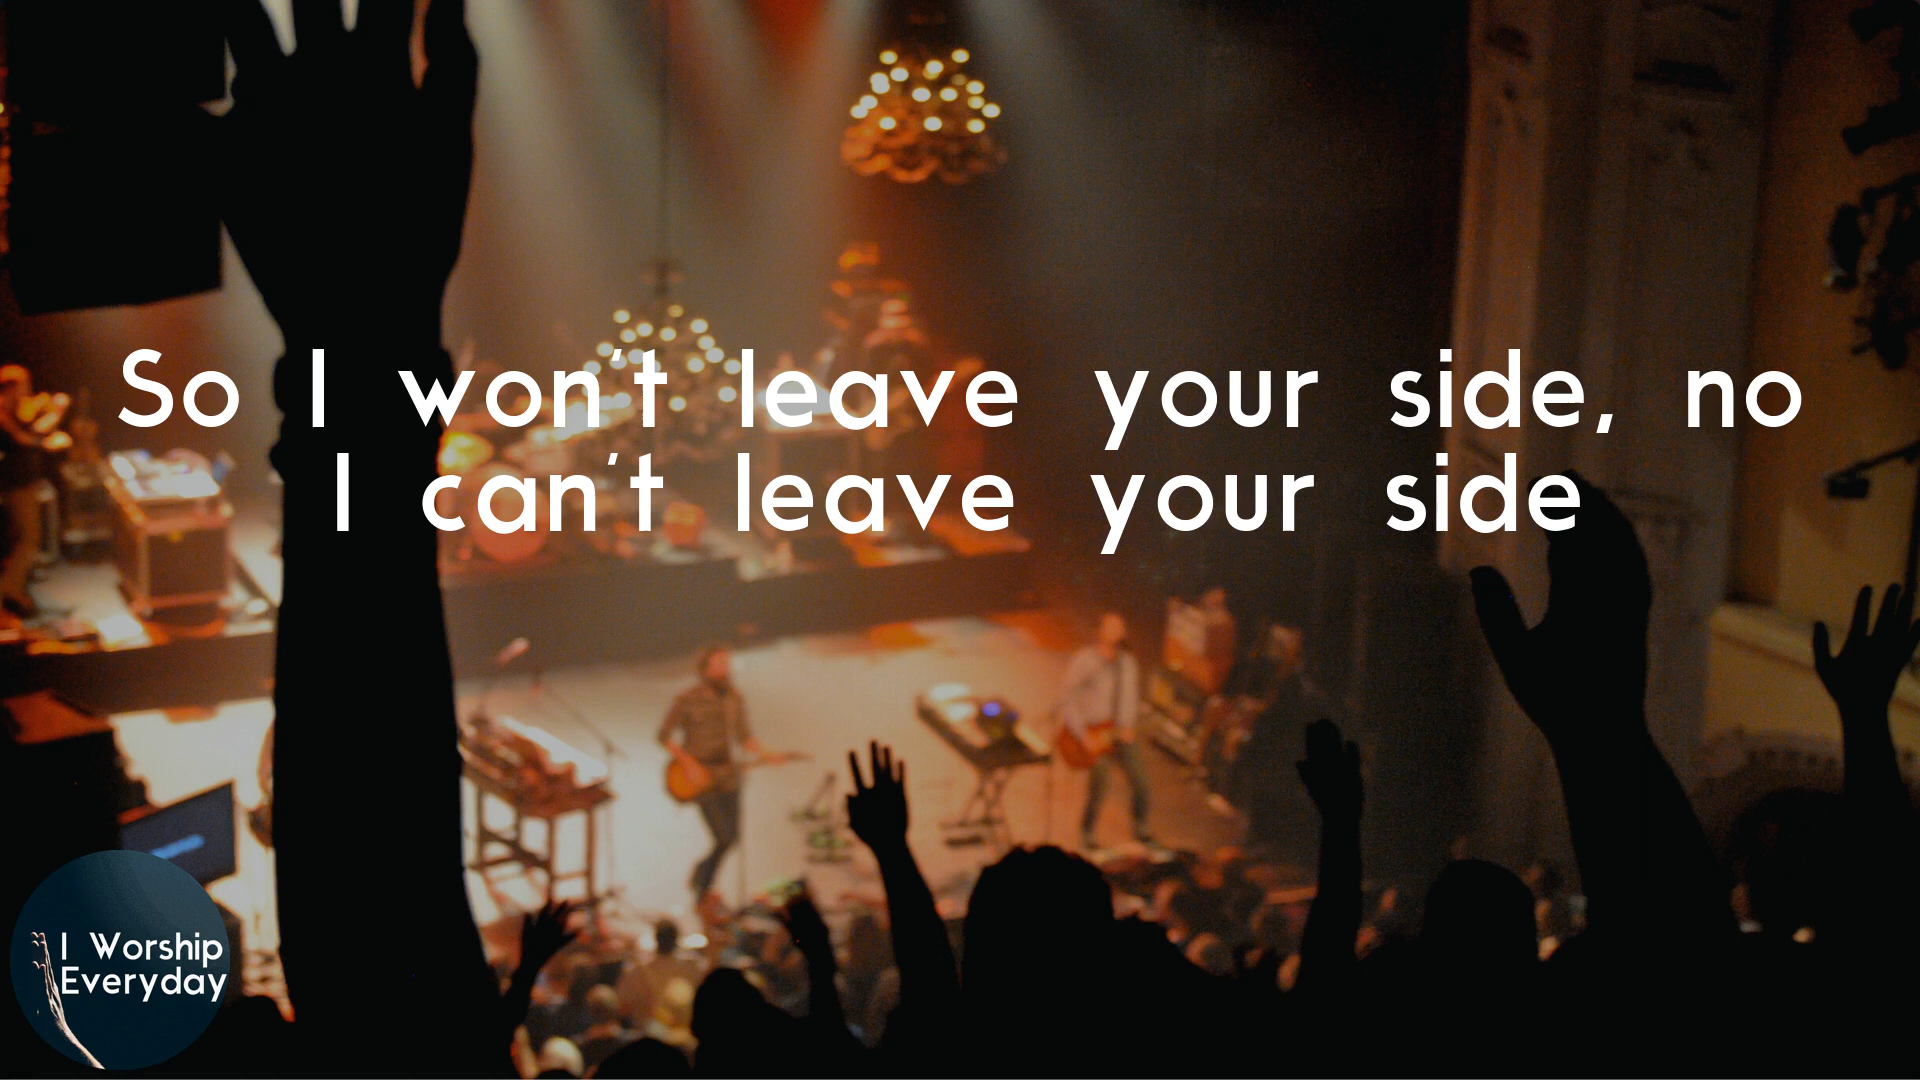 So I won't leave your side, no
I can't leave your side
I Worship
Everyday